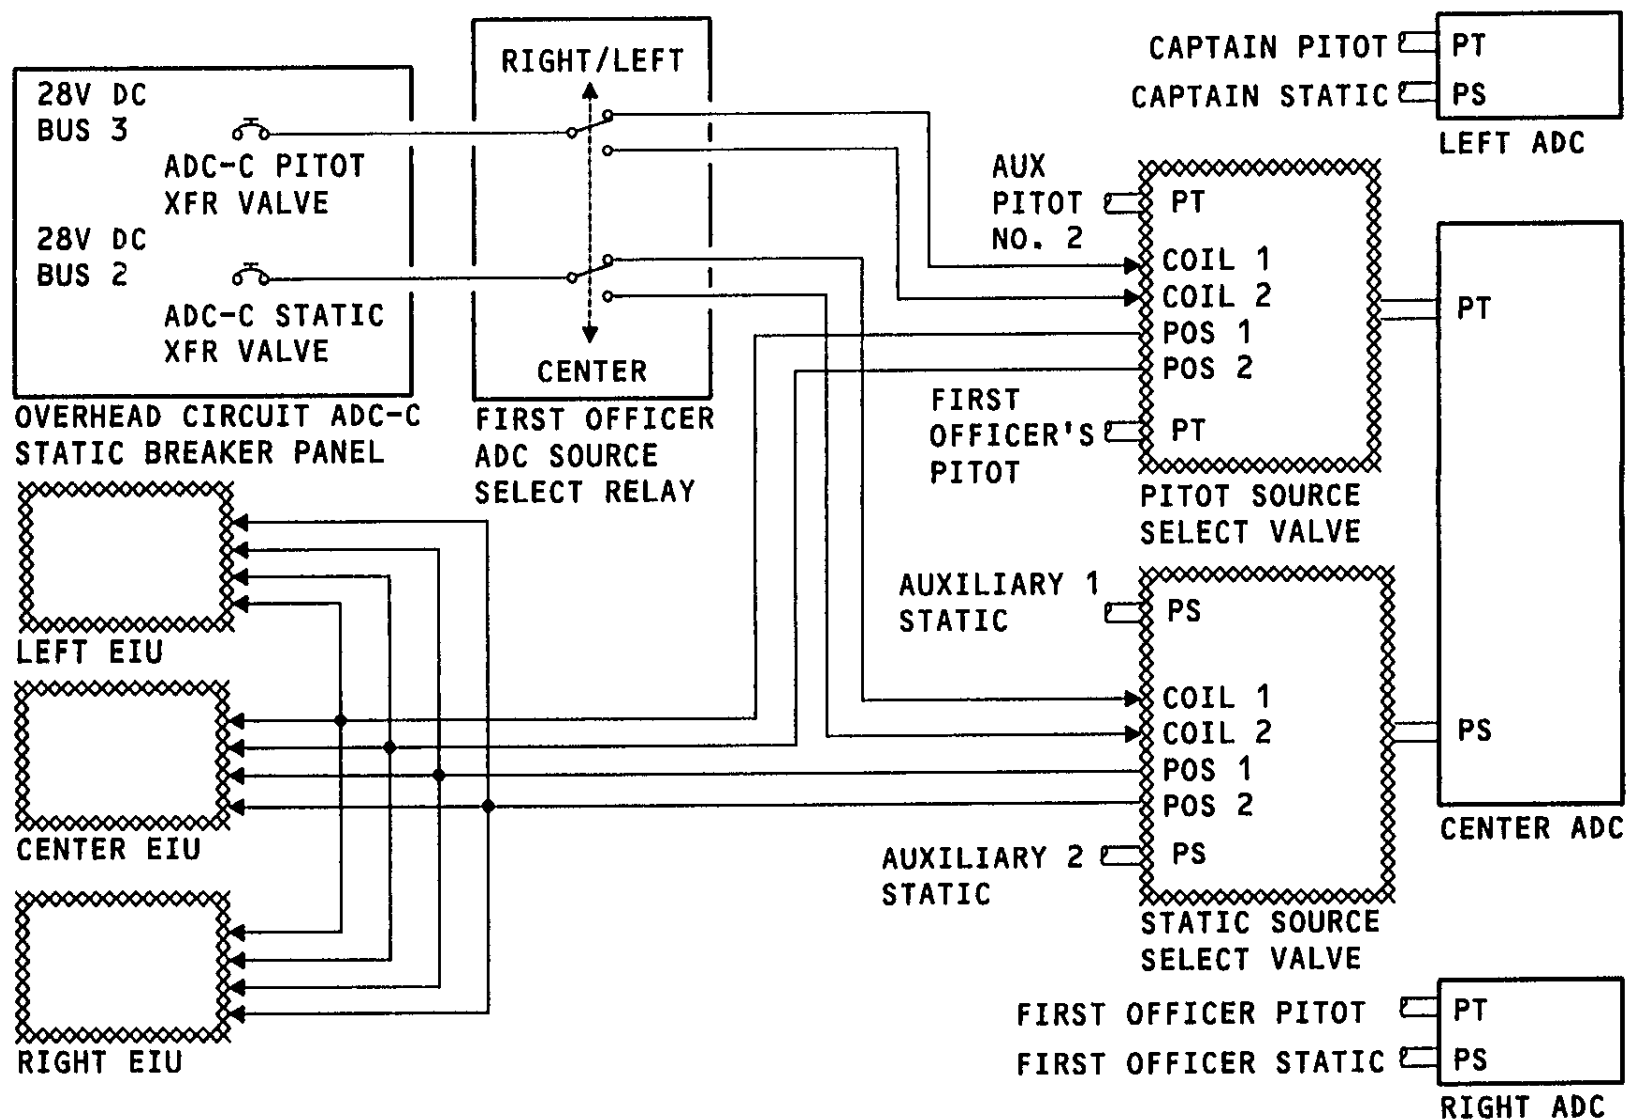 28V DC
BUS 3
ADC-C PITOT
XFR VALVE
28V DC
BUS 2
ADC-C STATIC
XFR VALVE
OVERHEAD CIRCUIT ADC-C
STATIC BREAKER PANEL
RIGHT/LEFT
CENTER
FIRST OFFICER
ADC SOURCE
SELECT RELAY
LEFT EIU
CENTER EIU
RIGHT EIU
CAPTAIN PITOT
CAPTAIN STATIC
PT
PS
LEFT ADC
AUX
PITOT
NO. 2
PT
COIL 1
COIL 2
POS 1
POS 2
FIRST
OFFICER'S
PITOT
PT
PITOT SOURCE
SELECT VALVE
AUXILIARY 1
STATIC
PS
COIL 1
COIL 2
POS 1
POS 2
AUXILIARY 2
STATIC
PS
STATIC SOURCE
SELECT VALVE
PT
PS
CENTER ADC
FIRST OFFICER PITOT
FIRST OFFICER STATIC
PT
PS
RIGHT ADC